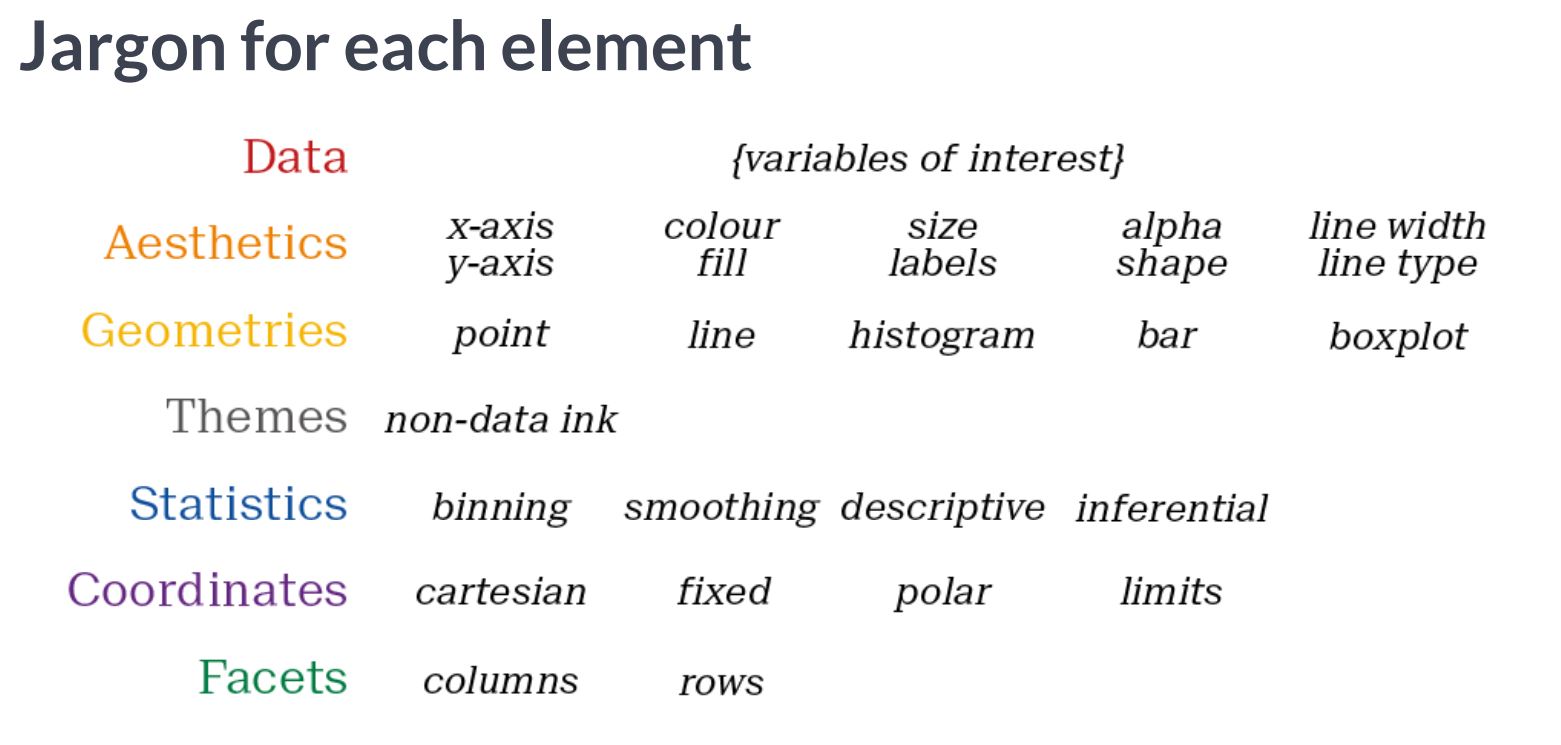 Jargon for each element
Data {variables of interest}
Aesthetics x-axis colour size alpha line width
y-axis fill labels shape line type
Geometries point line histogram bar boxplot
Themes non-data ink
Statistics binning smoothing descriptive inferential
Coordinates cartesian fixed polar limits
Facets columns rows